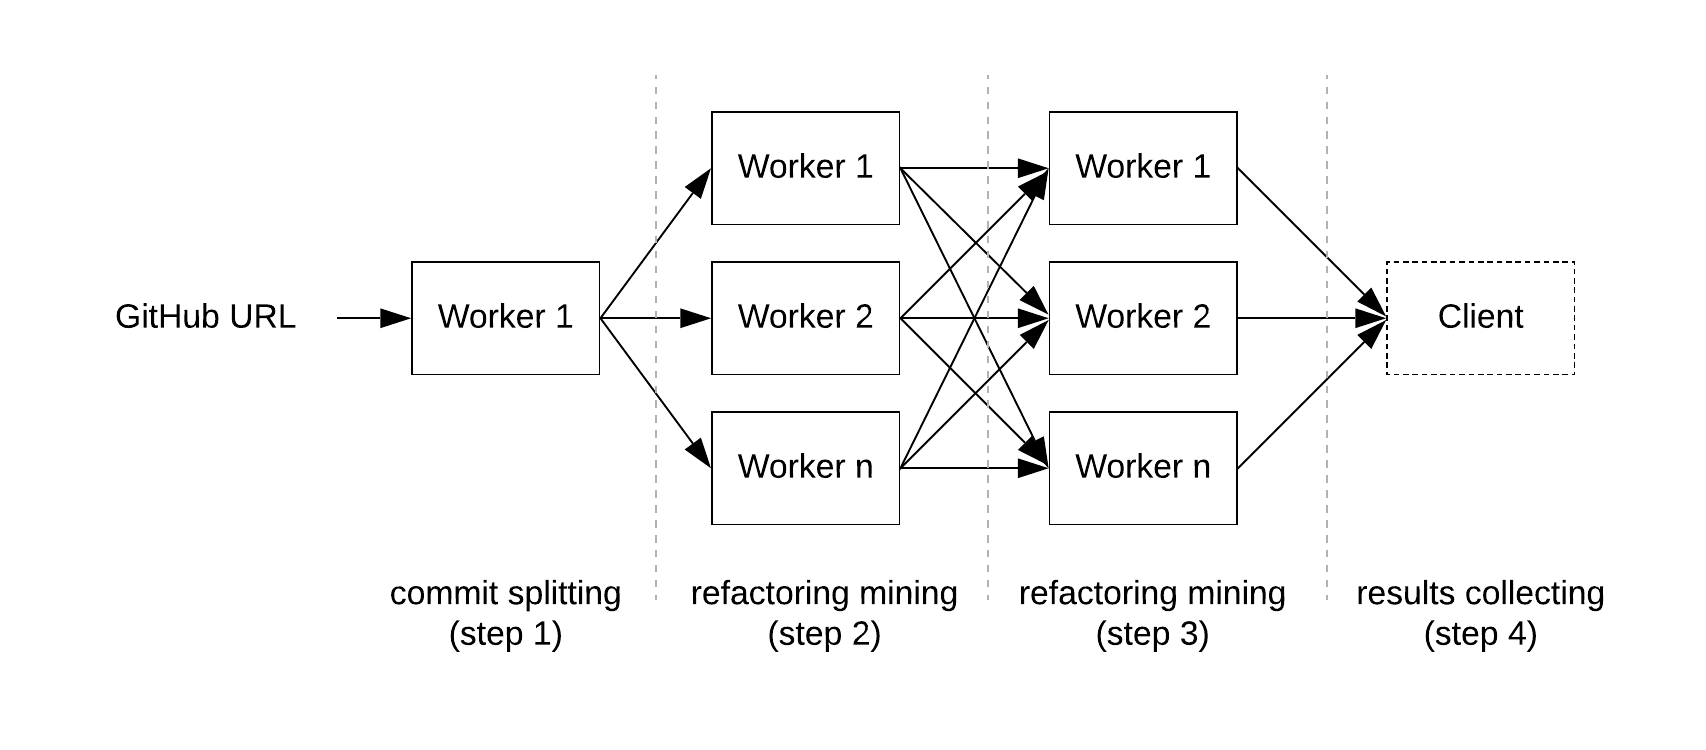 GitHub URL
Worker 1
Worker 1
Worker 2
Worker n
Worker 1
Worker 2
Worker n
Client
commit splitting
(step 1)
refactoring mining
(step 2)
refactoring mining
(step 3)
results collecting
(step 4)